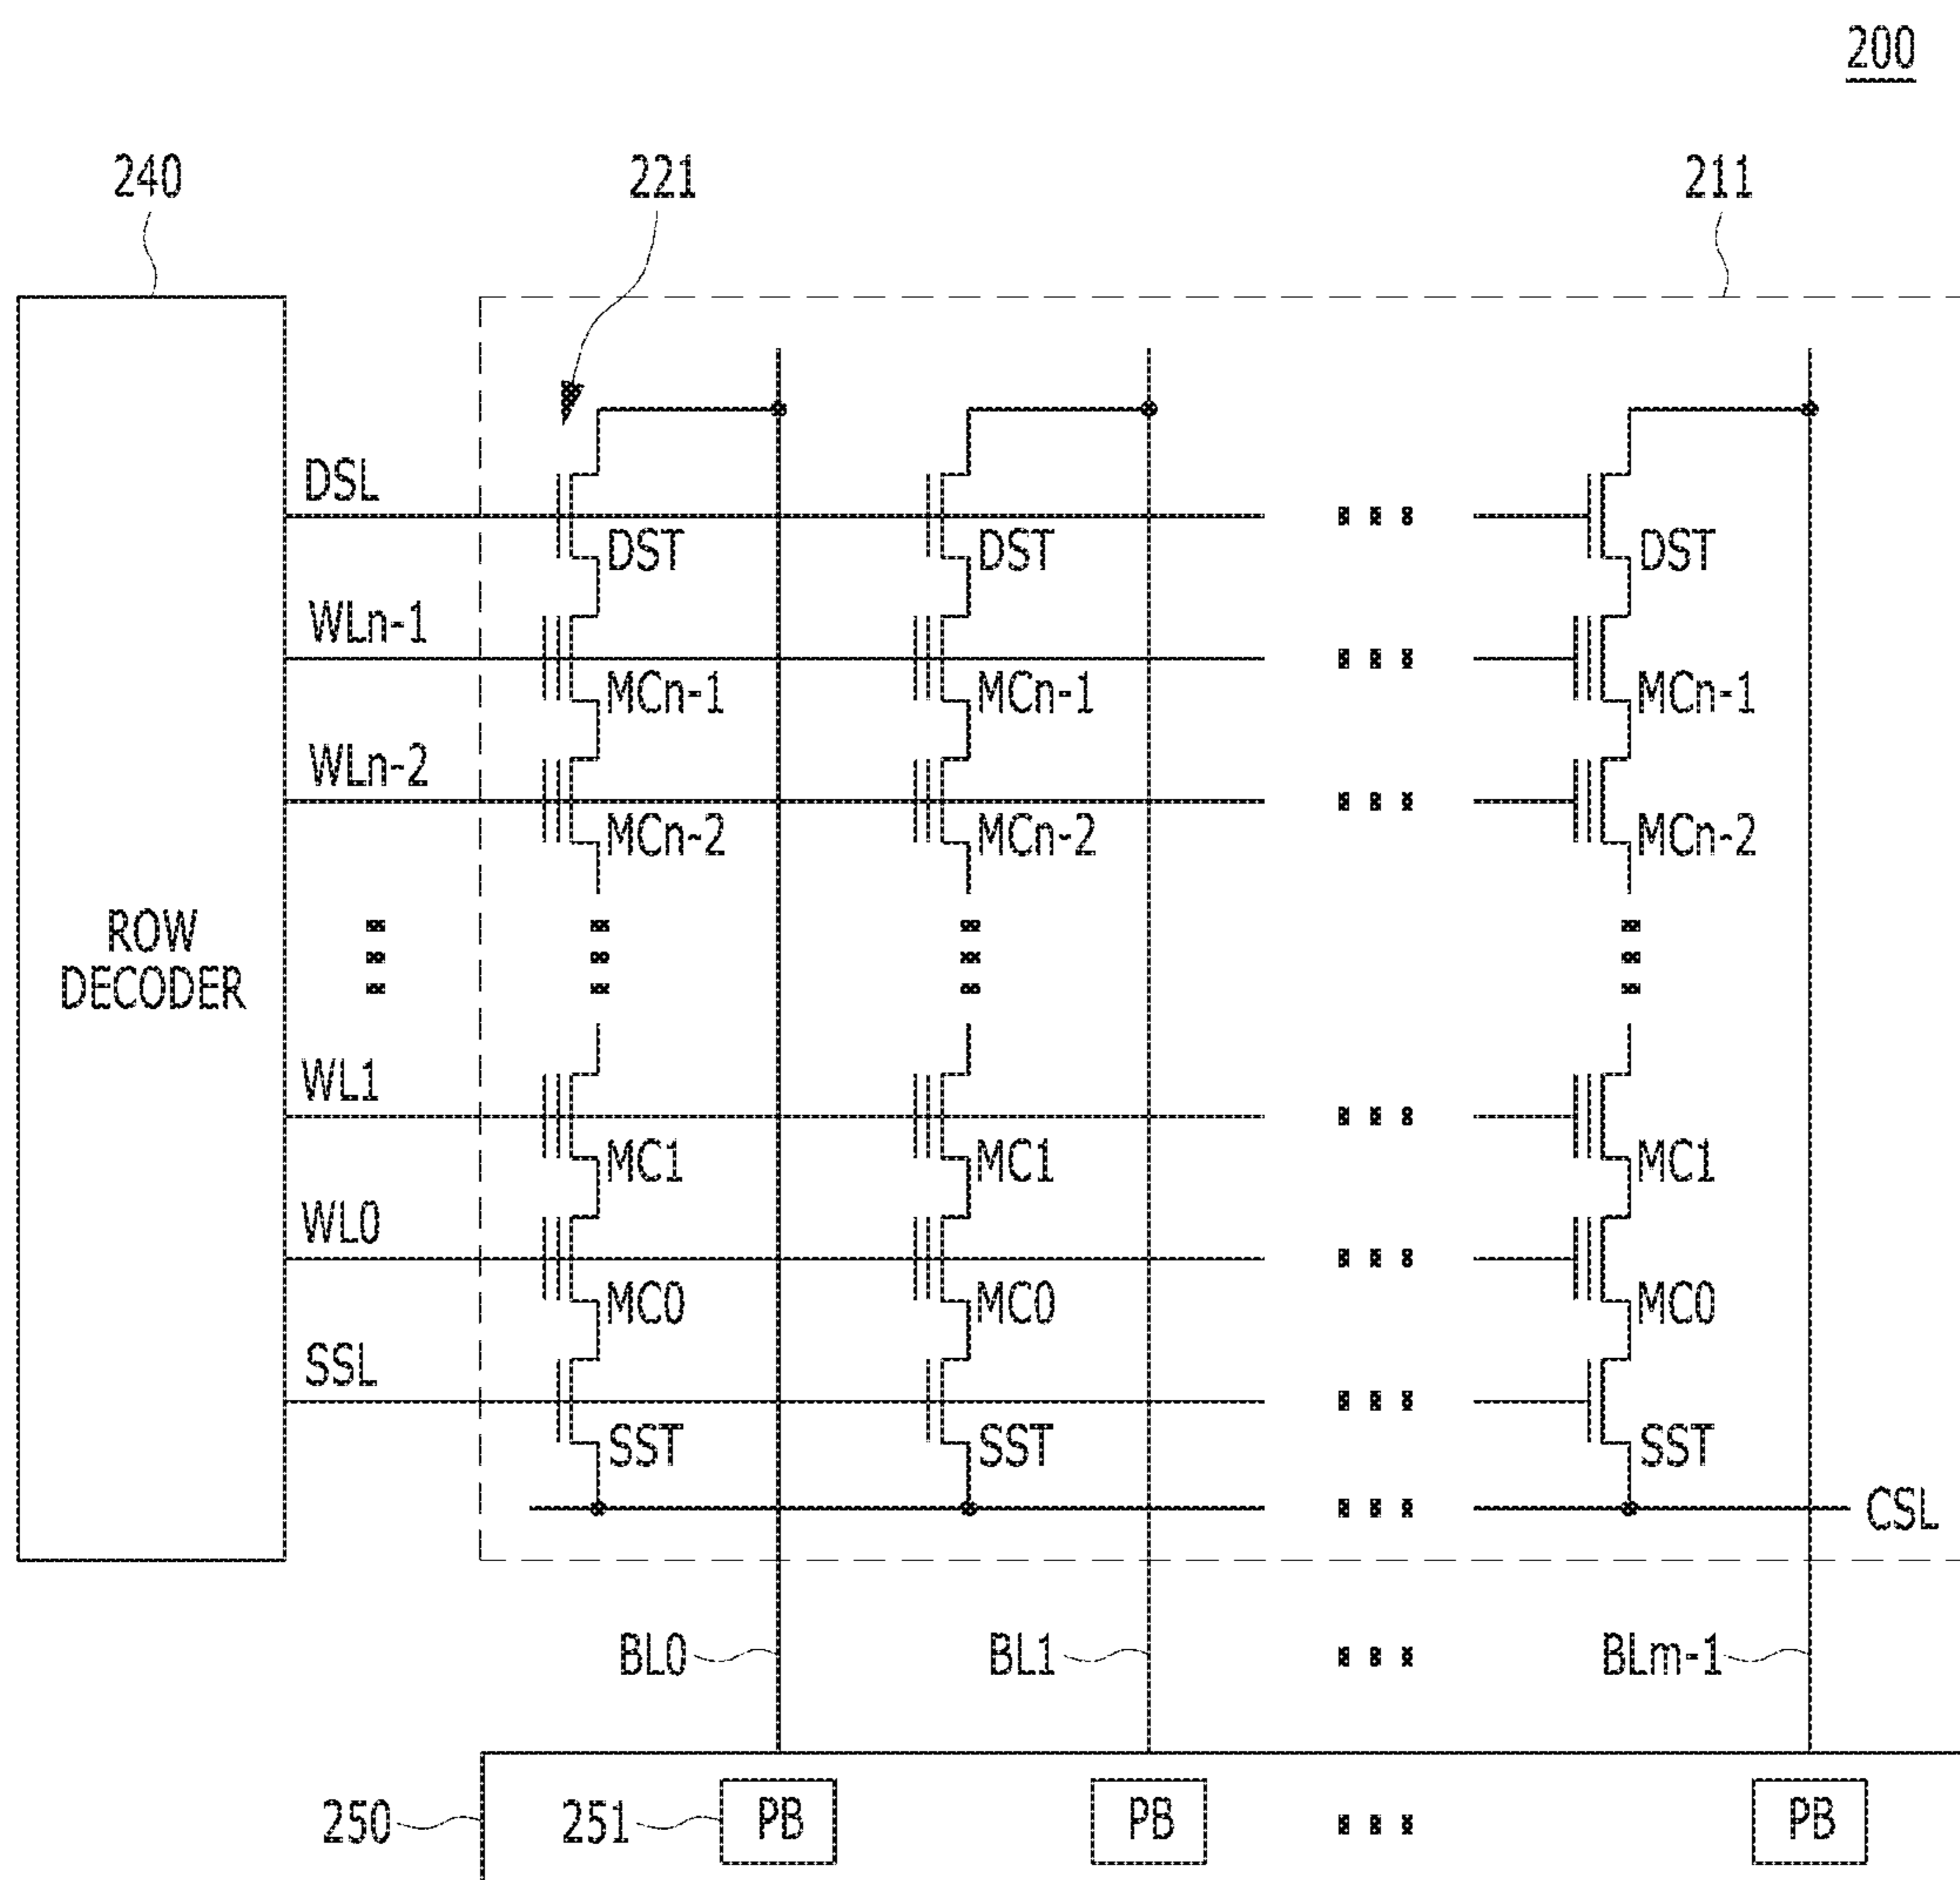 200
240 221 211
DSL
DST DST DST
WLn-1
MCn-1 MCn-1 MCn-1
WLn-2
MCn-2 MCn-2 MCn-2
ROW
DECODER
WL1
MC1 MC1 MC1
WL0
MC0 MC0 MC0
SSL
SST SST SST
CSL
BL0 BL1 BLm-1
250 251 PB PB PB